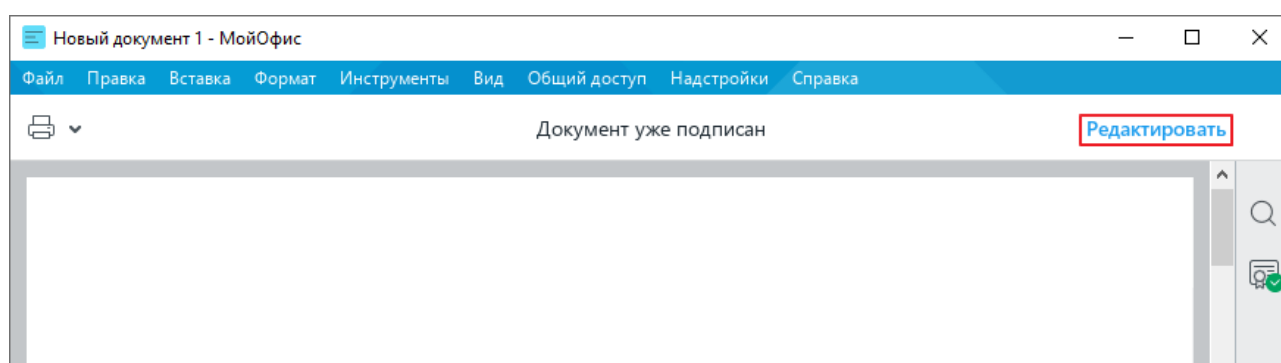 Новый документ 1 - МойОфис
Файл Правка Вставка Формат Инструменты Вид Общий доступ Надстройки Справка
Документ уже подписан Редактировать